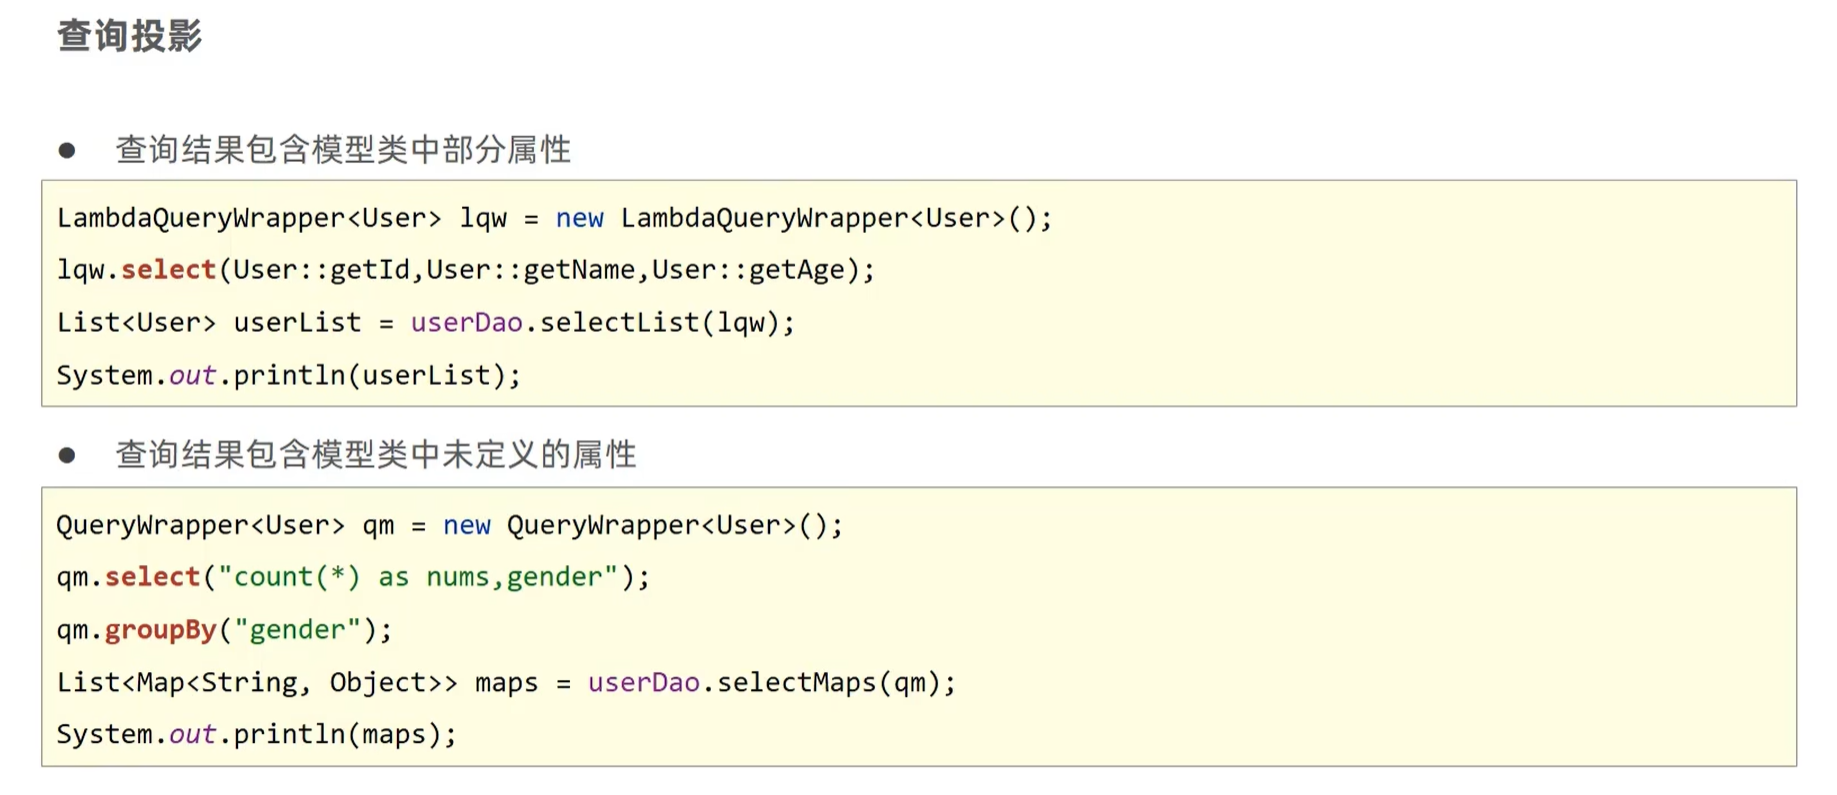 查询投影
● 查询结果包含模型类中部分属性
LambdaQueryWrapper<User> lqw = new LambdaQueryWrapper<User>();
lqw.select(User::getId,User::getName,User::getAge);
List<User> userList = userDao.selectList(lqw);
System.out.println(userList);
● 查询结果包含模型类中未定义的属性
QueryWrapper<User> qm = new QueryWrapper<User>();
qm.select("count(*) as nums,gender");
qm.groupBy("gender");
List<Map<String, Object>> maps = userDao.selectMaps(qm);
System.out.println(maps);